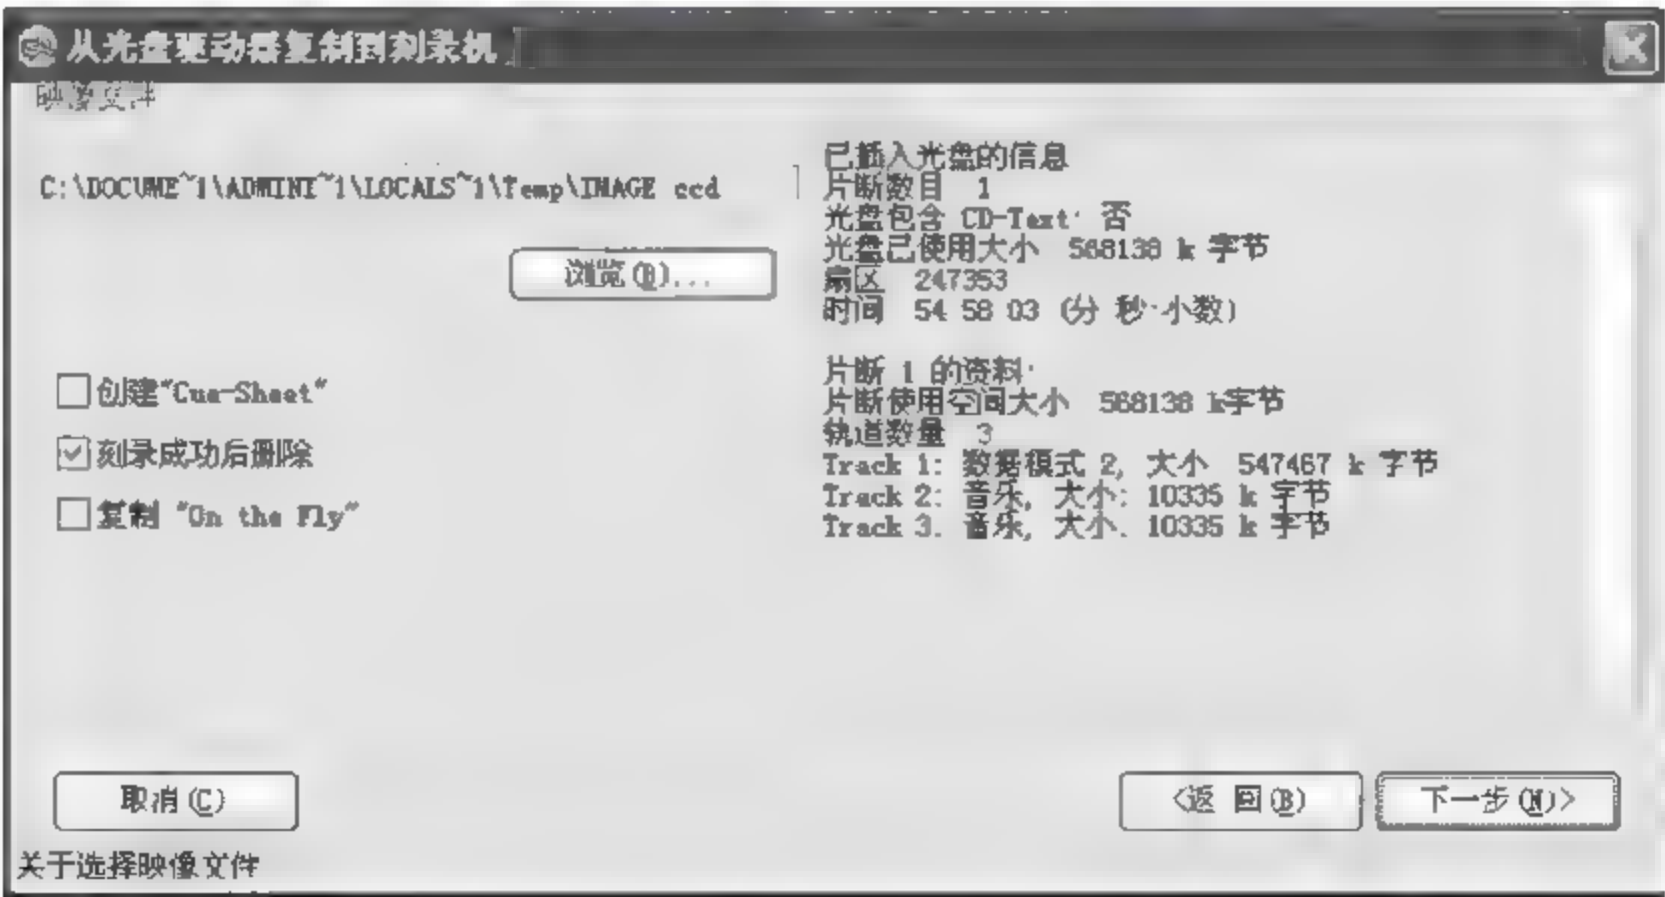 从光盘驱动器复制到刻录机
映像文件
C:\DOCUME~1\ADMINI~1\LOCALS~1\Temp\IMAGE ccd
浏览(R)...
创建"Cue-Sheet"
刻录成功后删除
复制 "On the Fly"
已插入光盘的信息
片断数目 1
光盘包含 CD-Text: 否
光盘已使用大小 568138 k 字节
扇区 247353
时间 54 58 03 (分 秒 小数)
片断 1 的资料:
片断使用空间大小 568138 k字节
轨道数量 3
Track 1: 数据模式 2, 大小 547467 k 字节
Track 2: 音乐, 大小: 10335 k 字节
Track 3. 音乐, 大小. 10335 k 字节
取消(C)
<返 回(B)
下一步(N)>
关于选择映像文件